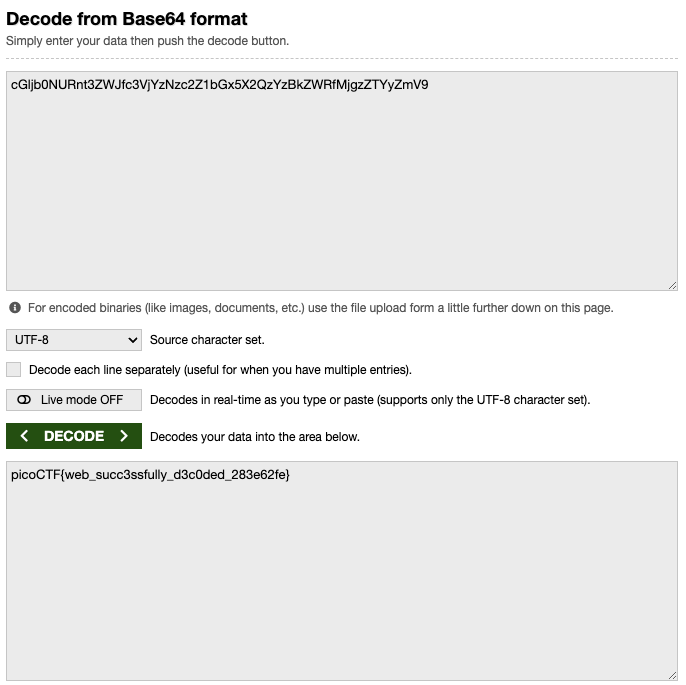 Decode from Base64 format
Simply enter your data then push the decode button.
cGljb0NURnt3ZWJfc3VjYzNzc2Z1bGx5X2QzYzBkZWRfMjgzZTYyZmV9
For encoded binaries (like images, documents, etc.) use the file upload form a little further down on this page.
UTF-8 Source character set.
Decode each line separately (useful for when you have multiple entries).
Live mode OFF Decodes in real-time as you type or paste (supports only the UTF-8 character set).
DECODE Decodes your data into the area below.
picoCTF{web_succ3ssfully_d3c0ded_283e62fe}